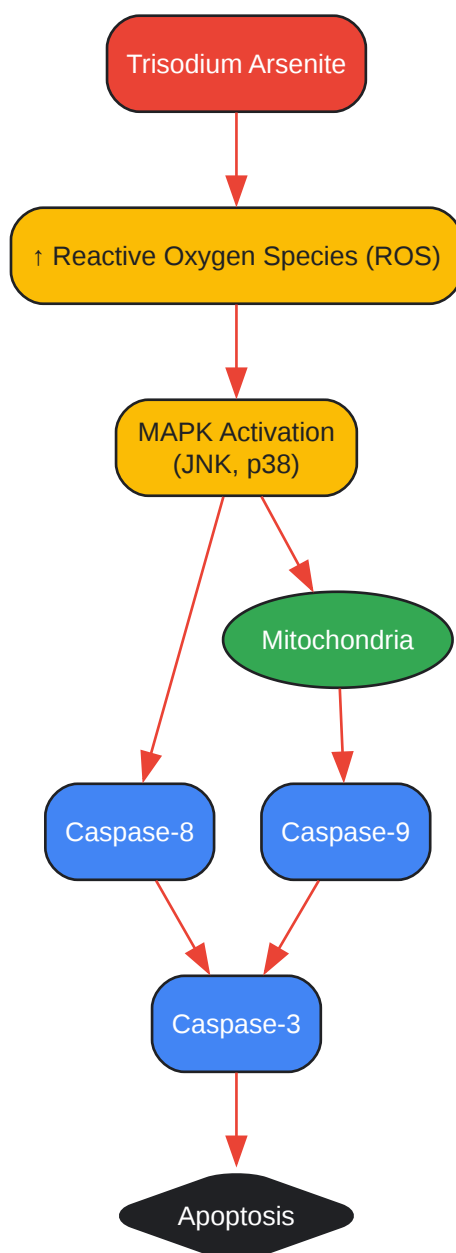 Trisodium Arsenite
↑ Reactive Oxygen Species (ROS)
MAPK Activation
(JNK, p38)
Mitochondria
Caspase-8
Caspase-9
Caspase-3
Apoptosis